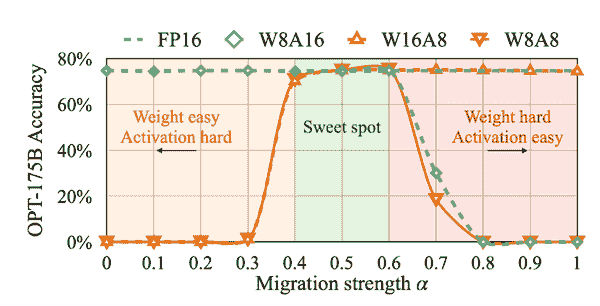 FP16 W8A16 W16A8 W8A8
80%
60%
40%
20%
0%
OPT-175B Accuracy
Weight easy
Activation hard
Sweet spot
Weight hard
Activation easy
0 0.1 0.2 0.3 0.4 0.5 0.6 0.7 0.8 0.9 1
Migration strength α